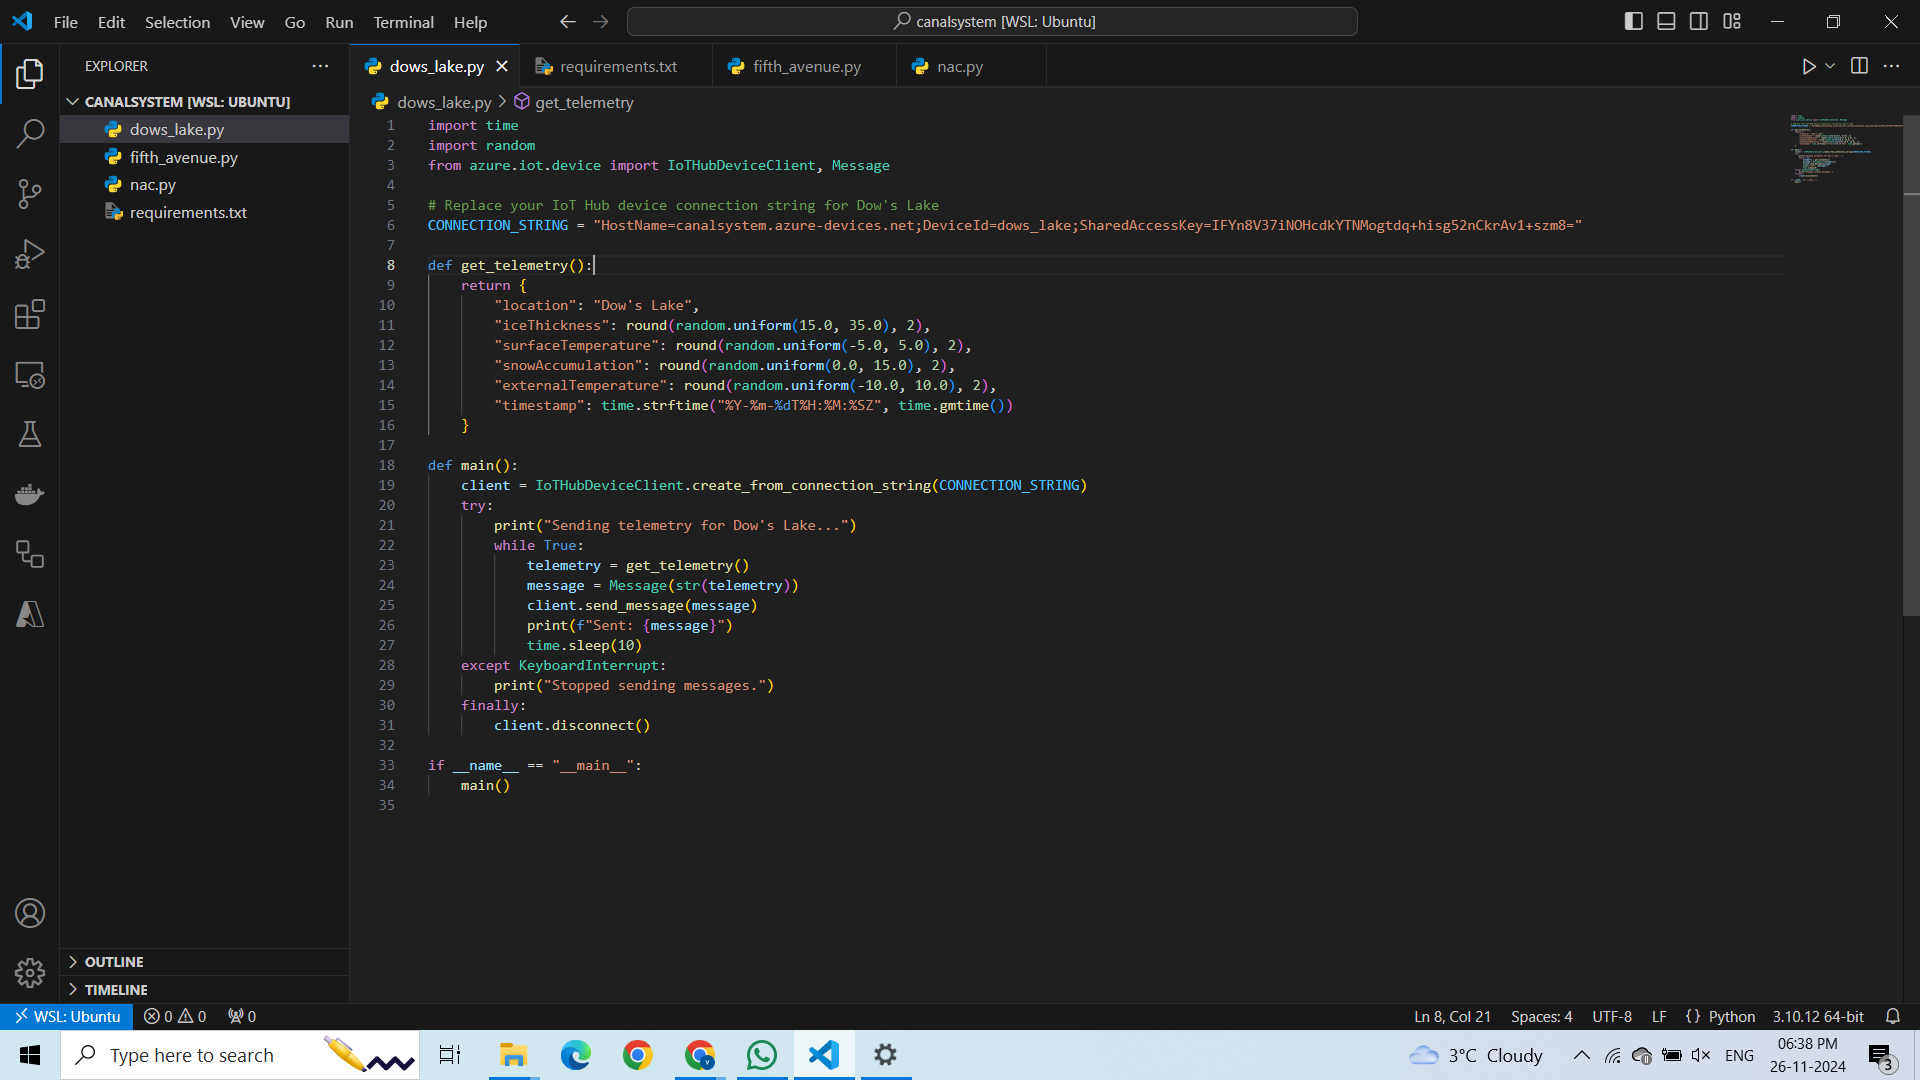 File Edit Selection View Go Run Terminal Help
canalsystem [WSL: Ubuntu]
EXPLORER
CANALSYSTEM [WSL: UBUNTU]
dows_lake.py
fifth_avenue.py
nac.py
requirements.txt
OUTLINE
TIMELINE
dows_lake.py
requirements.txt
fifth_avenue.py
nac.py
dows_lake.py > get_telemetry
1 import time
2 import random
3 from azure.iot.device import IoTHubDeviceClient, Message
4
5 # Replace your IoT Hub device connection string for Dow's Lake
6 CONNECTION_STRING = "HostName=canalsystem.azure-devices.net;DeviceId=dows_lake;SharedAccessKey=IFYn8V37iNOHcdkYTNMogtdq+hisg52nCkrAv1+szm8="
7
8 def get_telemetry():
9     return {
10         "location": "Dow's Lake",
11         "iceThickness": round(random.uniform(15.0, 35.0), 2),
12         "surfaceTemperature": round(random.uniform(-5.0, 5.0), 2),
13         "snowAccumulation": round(random.uniform(0.0, 15.0), 2),
14         "externalTemperature": round(random.uniform(-10.0, 10.0), 2),
15         "timestamp": time.strftime("%Y-%m-%dT%H:%M:%SZ", time.gmtime())
16     }
17
18 def main():
19     client = IoTHubDeviceClient.create_from_connection_string(CONNECTION_STRING)
20     try:
21         print("Sending telemetry for Dow's Lake...")
22         while True:
23             telemetry = get_telemetry()
24             message = Message(str(telemetry))
25             client.send_message(message)
26             print(f"Sent: {message}")
27             time.sleep(10)
28     except KeyboardInterrupt:
29         print("Stopped sending messages.")
30     finally:
31         client.disconnect()
32
33 if __name__ == "__main__":
34     main()
35
WSL: Ubuntu 0 0 0
Ln 8, Col 21 Spaces: 4 UTF-8 LF {} Python 3.10.12 64-bit
Type here to search
3°C Cloudy
ENG
06:38 PM
26-11-2024
3